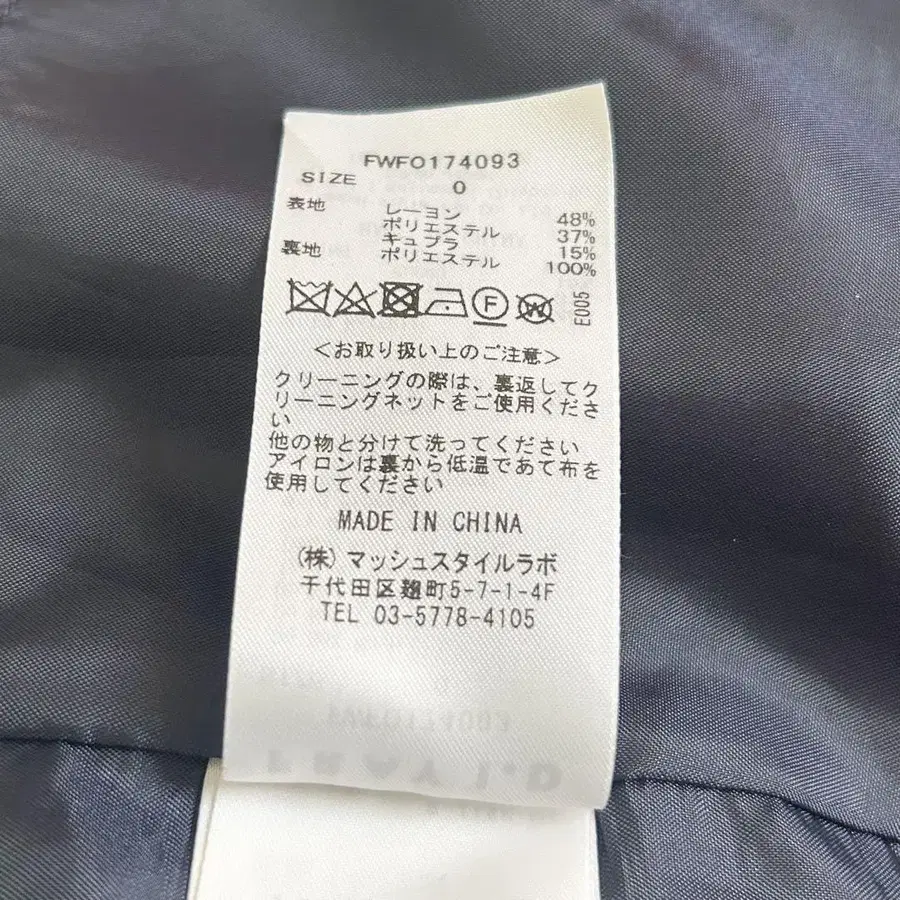 FWFO174093
SIZE 0
表地 レーヨン 48%
ポリエステル 37%
キュプラ 15%
裏地 ポリエステル 100%
F W E005
＜お取り扱い上のご注意＞
クリーニングの際は、裏返してク
リーニングネットをご使用くださ
い
他の物と分けて洗ってください
アイロンは裏から低温であて布を
使用してください
MADE IN CHINA
(株) マッシュスタイルラボ
千代田区麹町5-7-1-4F
TEL 03-5778-4105